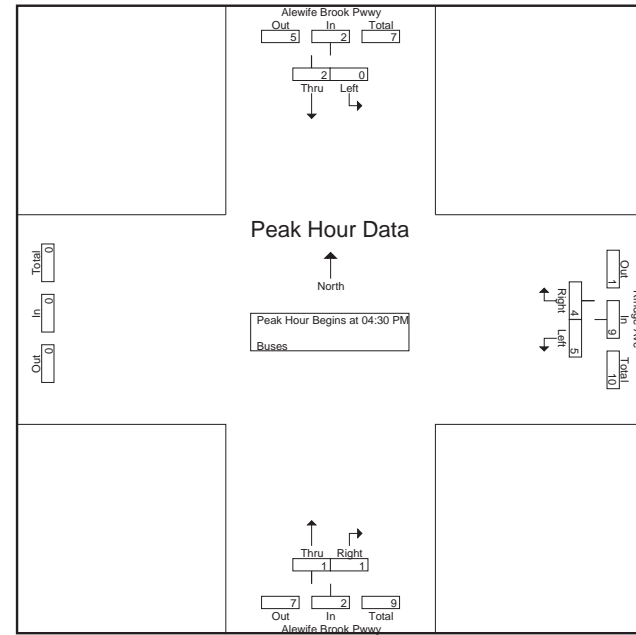 Alewife Brook Pwwy
Out In Total
5 2 7
2 0
Thru Left
Peak Hour Data
North
Peak Hour Begins at 04:30 PM
Buses
Total 0
In 0
Out 0
Out 1
In 9
Total 10
Right 4
Left 5
Thru Right
1 1
7 2 9
Out In Total
Alewife Brook Pwwy